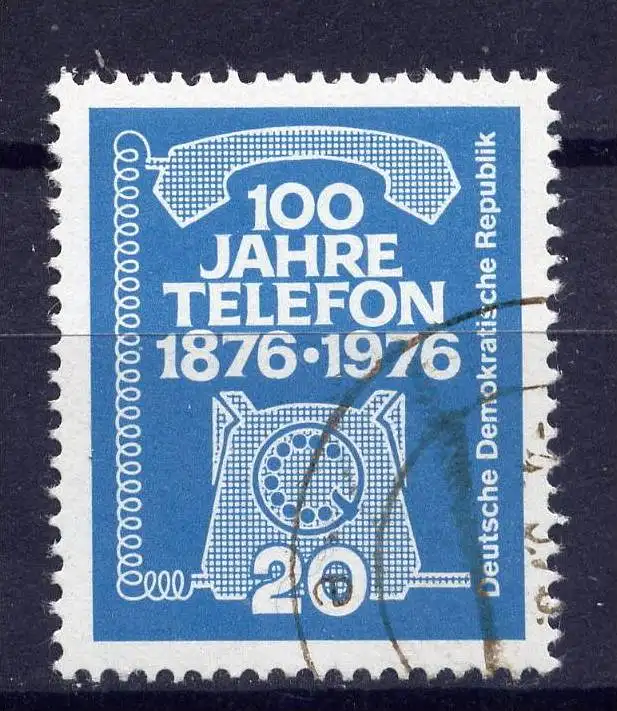 100
JAHRE
TELEFON
1876·1976
20
Deutsche Demokratische Republik